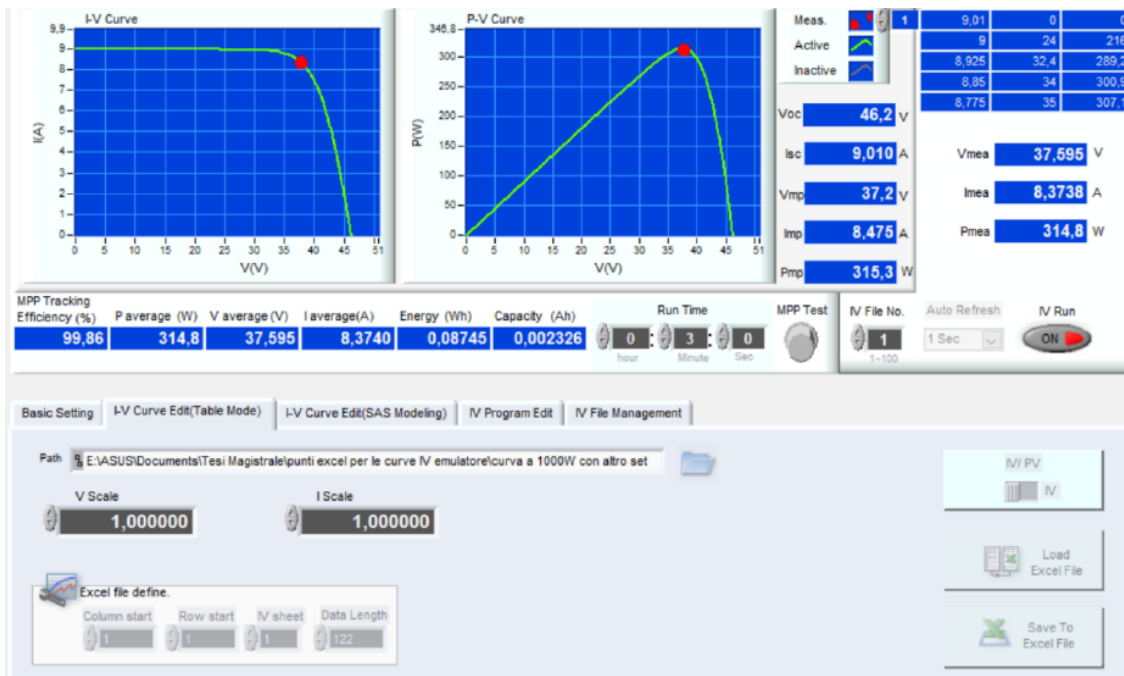 I-V Curve
9,9
9
8
7
6
5
4
3
2
1
0
I(A)
0 5 10 15 20 25 30 35 40 45 51
V(V)
P-V Curve
346,8
300
250
200
150
100
50
0
P(W)
0 5 10 15 20 25 30 35 40 45 51
V(V)
Meas.
Active
Inactive
1
9,01 0
9 24 216
8,925 32,4 289,2
8,85 34 300,9
8,775 35 307,1
Voc 46,2 V
Isc 9,010 A
Vmp 37,2 V
Imp 8,475 A
Pmp 315,3 W
Vmea 37,595 V
Imea 8,3738 A
Pmea 314,8 W
MPP Tracking
Efficiency (%) P average (W) V average (V) I average(A) Energy (Wh) Capacity (Ah)
99,86 314,8 37,595 8,3740 0,08745 0,002326
Run Time
0 : 3 : 0
hour Minute Sec
MPP Test
IV File No.
1
1~100
Auto Refresh
1 Sec
IV Run
ON
Basic Setting
I-V Curve Edit(Table Mode)
I-V Curve Edit(SAS Modeling)
IV Program Edit
IV File Management
Path E:\ASUS\Documents\Tesi Magistrale\punti excel per le curve IV emulatore\curva a 1000W con altro set
V Scale
1,000000
I Scale
1,000000
IV/ PV
IV
Load
Excel File
Save To
Excel File
Excel file define.
Column start Row start IV sheet Data Length
1 1 1 122